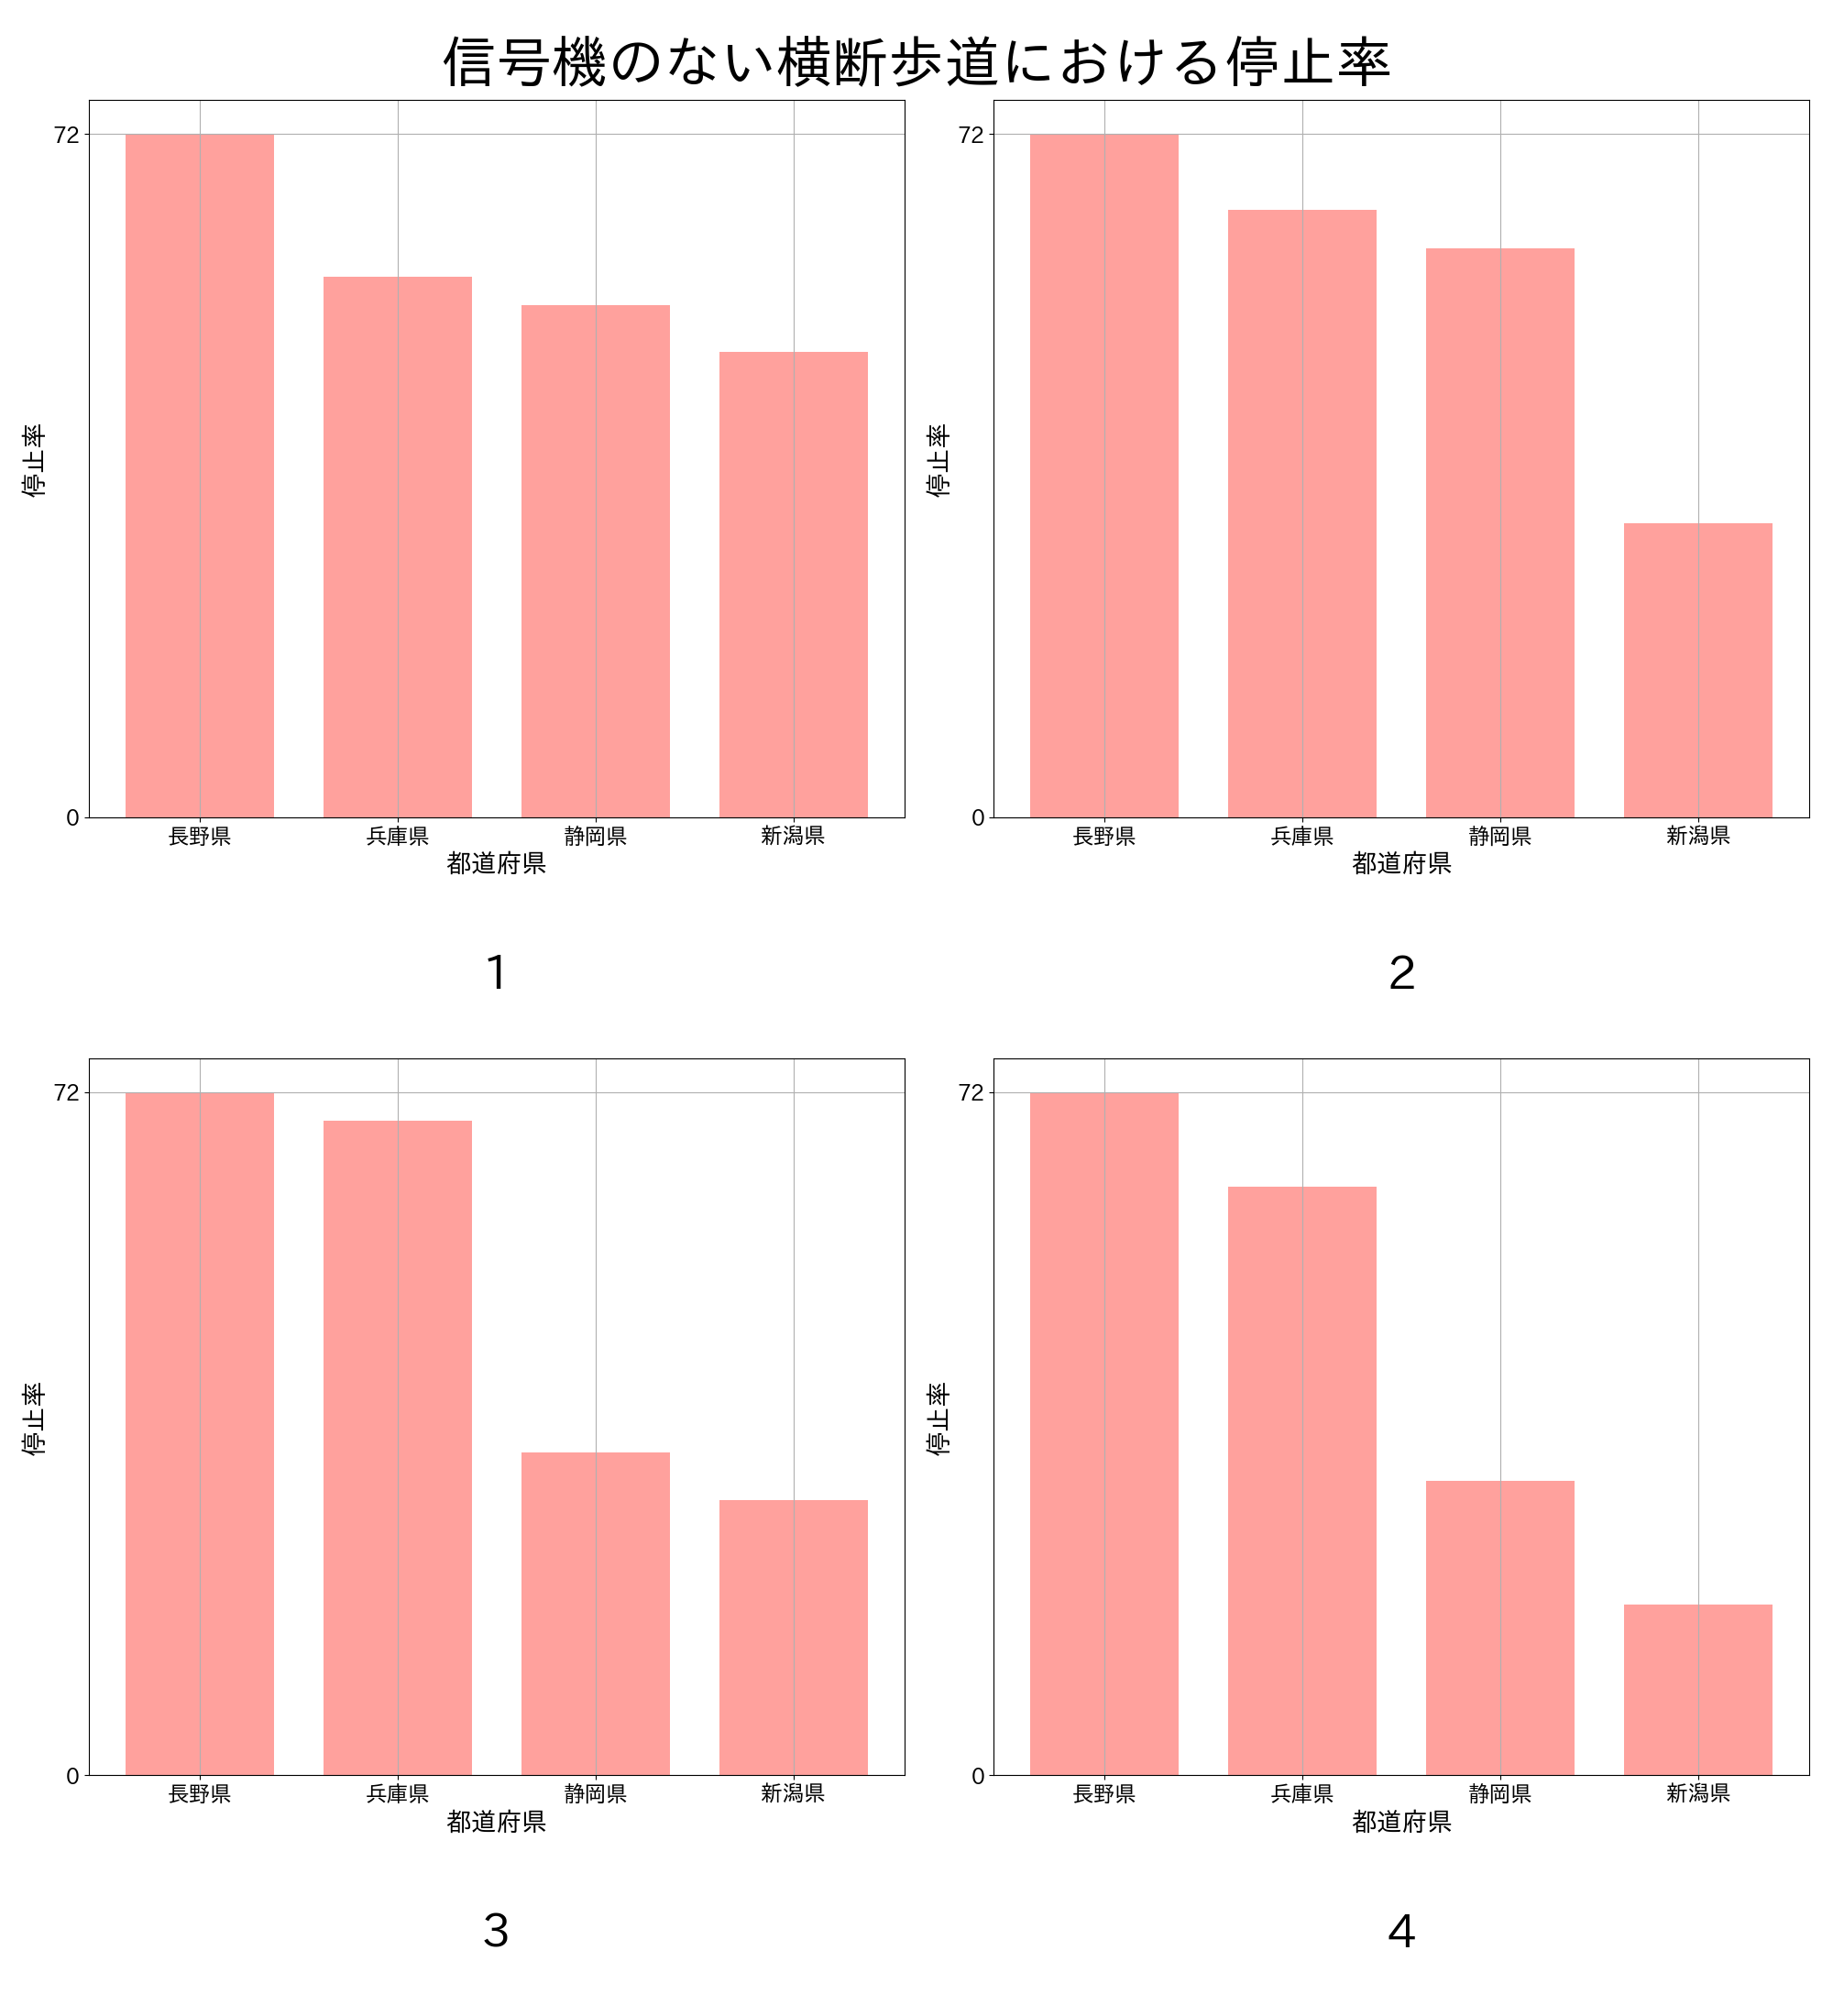 信号機のない横断歩道における停止率
72
0
停止率
長野県 兵庫県 静岡県 新潟県
都道府県
1
72
0
停止率
長野県 兵庫県 静岡県 新潟県
都道府県
2
72
0
停止率
長野県 兵庫県 静岡県 新潟県
都道府県
3
72
0
停止率
長野県 兵庫県 静岡県 新潟県
都道府県
4